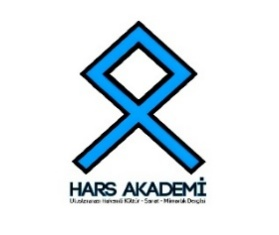 HARS AKADEMİ
Uluslararası Hakemli Kültür - Sanat - Mimarlık Dergisi